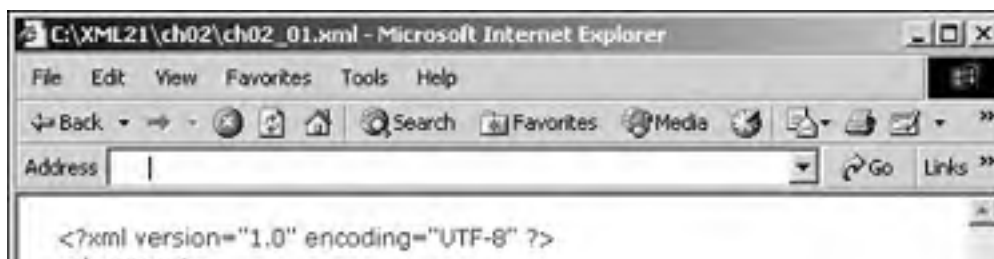 C:\XML21\ch02\ch02_01.xml - Microsoft Internet Explorer
File Edit View Favorites Tools Help
Back Search Favorites Media
Address Go Links
<?xml version="1.0" encoding="UTF-8" ?>